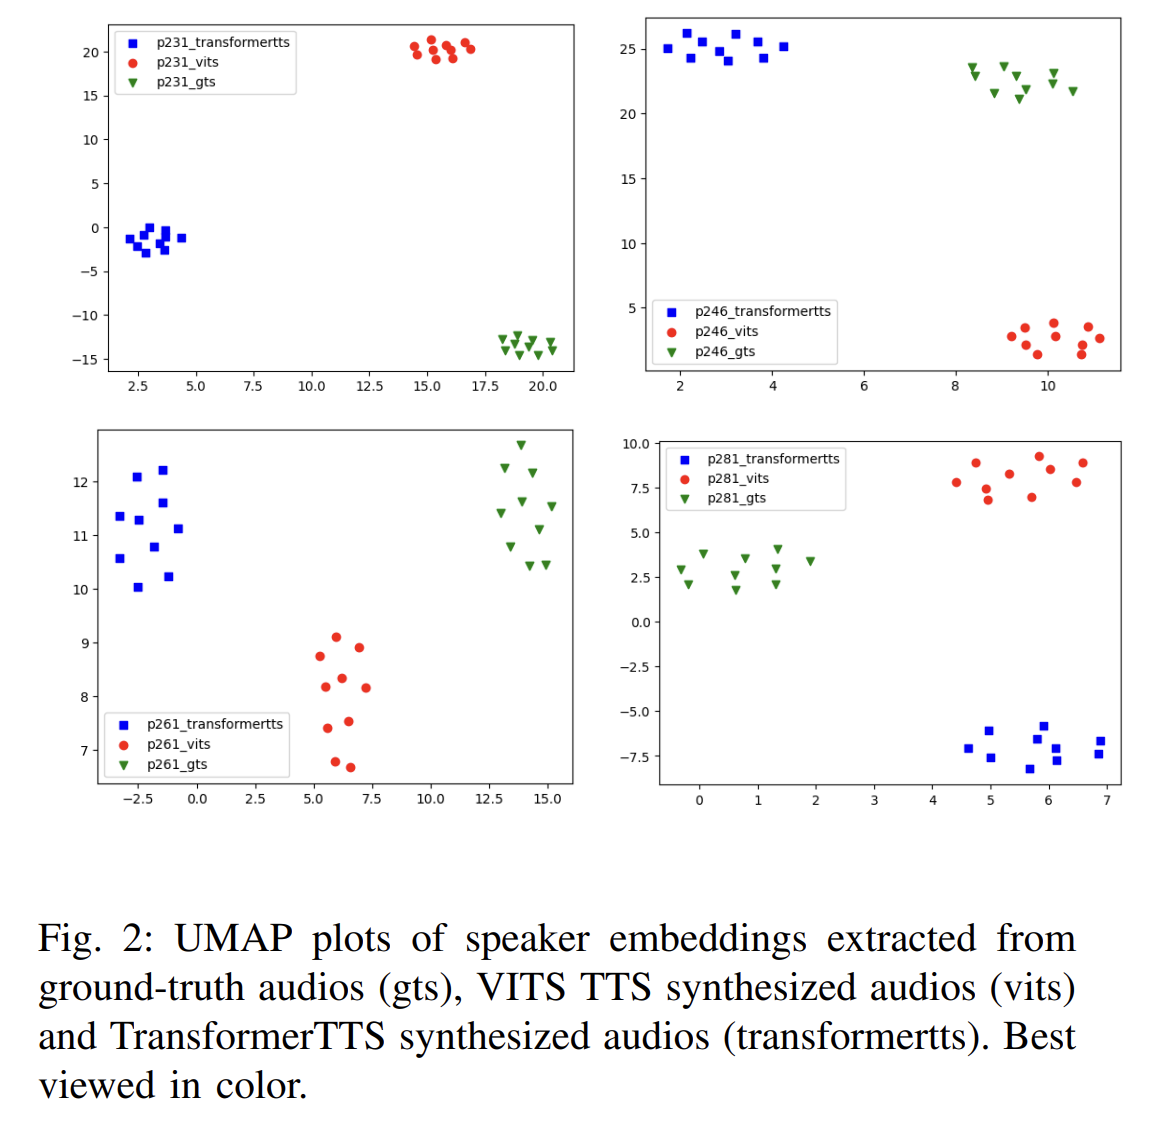 p231_transformertts
p231_vits
p231_gts
20
15
10
5
0
−5
−10
−15
2.5 5.0 7.5 10.0 12.5 15.0 17.5 20.0
25
20
15
10
5
p246_transformertts
p246_vits
p246_gts
2 4 6 8 10
12
11
10
9
8
7
p261_transformertts
p261_vits
p261_gts
−2.5 0.0 2.5 5.0 7.5 10.0 12.5 15.0
p281_transformertts
p281_vits
p281_gts
10.0
7.5
5.0
2.5
0.0
−2.5
−5.0
−7.5
0 1 2 3 4 5 6 7
Fig. 2: UMAP plots of speaker embeddings extracted from
ground-truth audios (gts), VITS TTS synthesized audios (vits)
and TransformerTTS synthesized audios (transformertts). Best
viewed in color.